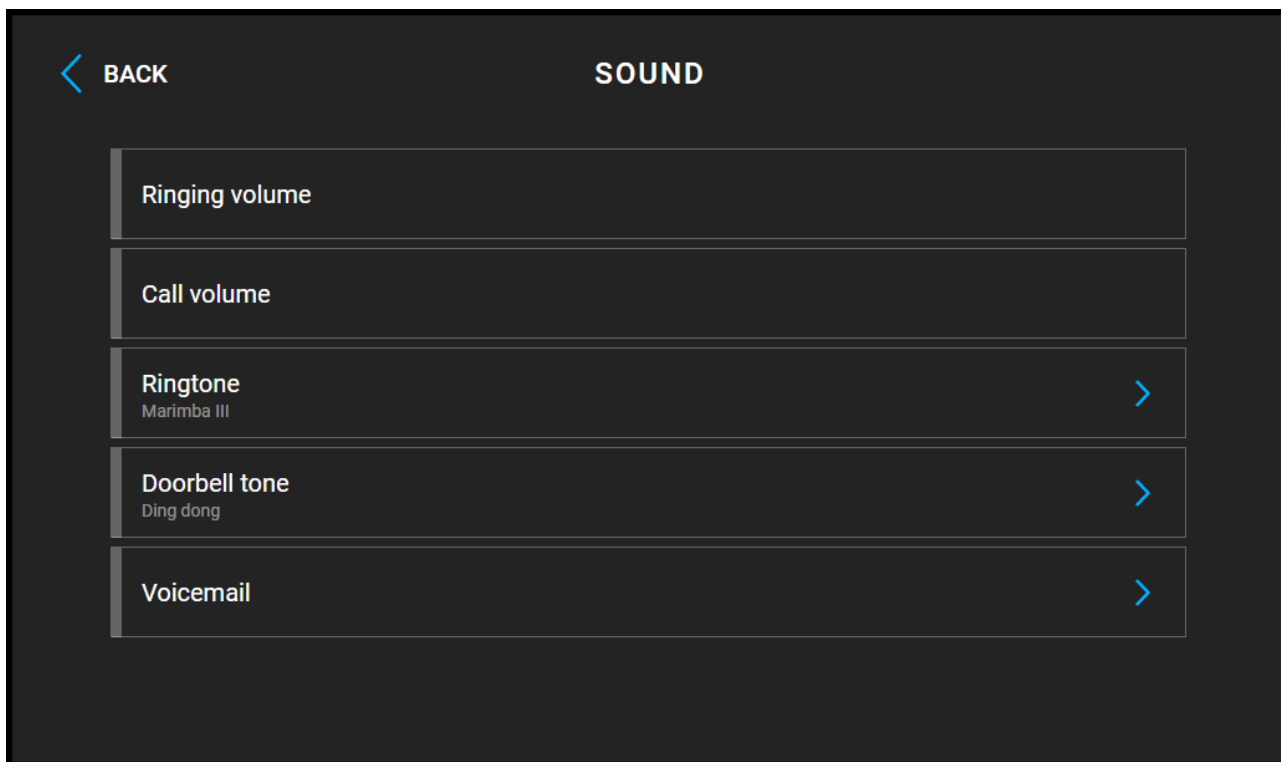 BACK
SOUND
Ringing volume
Call volume
Ringtone
Marimba III
Doorbell tone
Ding dong
Voicemail